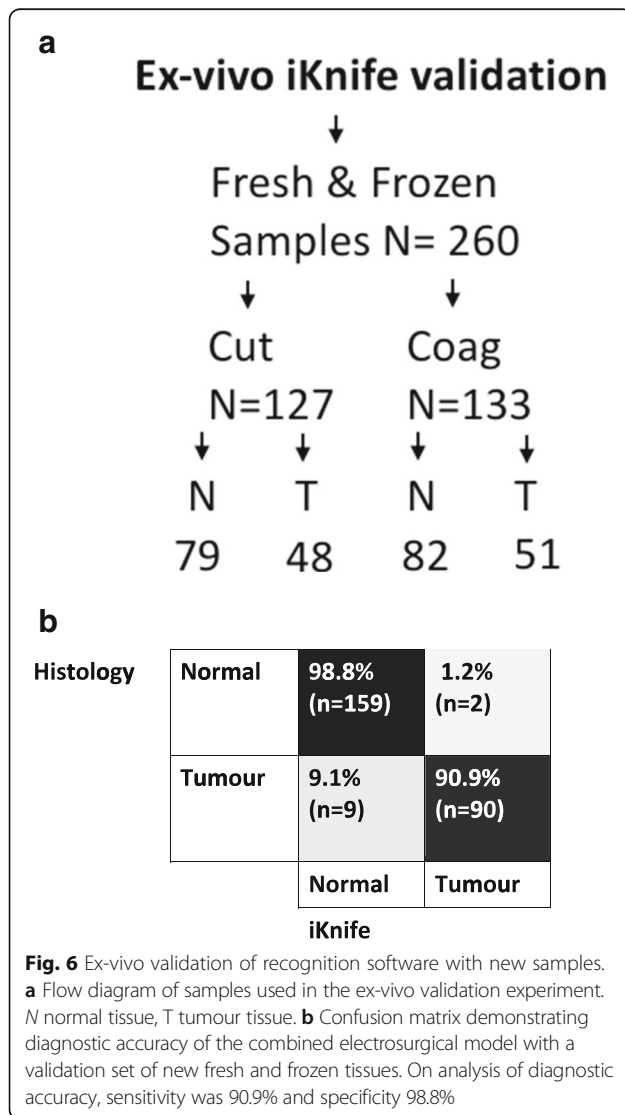 a
Ex-vivo iKnife validation
Fresh & Frozen
Samples N= 260
Cut Coag
N=127 N=133
N T N T
79 48 82 51
b
Histology Normal 98.8% 1.2%
(n=159) (n=2)
Tumour 9.1% 90.9%
(n=9) (n=90)
Normal Tumour
iKnife
Fig. 6 Ex-vivo validation of recognition software with new samples.
a Flow diagram of samples used in the ex-vivo validation experiment.
N normal tissue, T tumour tissue. b Confusion matrix demonstrating
diagnostic accuracy of the combined electrosurgical model with a
validation set of new fresh and frozen tissues. On analysis of diagnostic
accuracy, sensitivity was 90.9% and specificity 98.8%